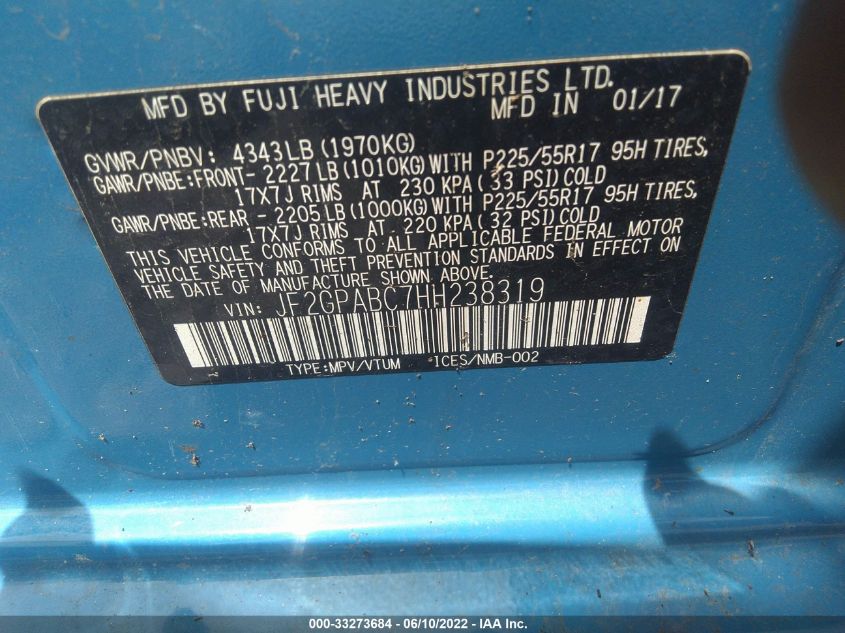 MFD BY FUJI HEAVY INDUSTRIES LTD.
MFD IN 01/17
GVWR/PNBV: 4343LB(1970KG)
GAWR/PNBE:FRONT- 2227LB(1010KG)WITH P225/55R17 95H TIRES,
17X7J RIMS AT 230 KPA(33 PSI)COLD
GAWR/PNBE:REAR - 2205LB(1000KG)WITH P225/55R17 95H TIRES,
17X7J RIMS AT 220 KPA(32 PSI)COLD
THIS VEHICLE CONFORMS TO ALL APPLICABLE FEDERAL MOTOR
VEHICLE SAFETY AND THEFT PREVENTION STANDARDS IN EFFECT ON
THE DATE OF MANUFACTURE SHOWN ABOVE.
VIN: JF2GPABC7HH238319
TYPE:MPV/VTUM ICES/NMB-002
000-33273684 - 06/10/2022 - IAA Inc.